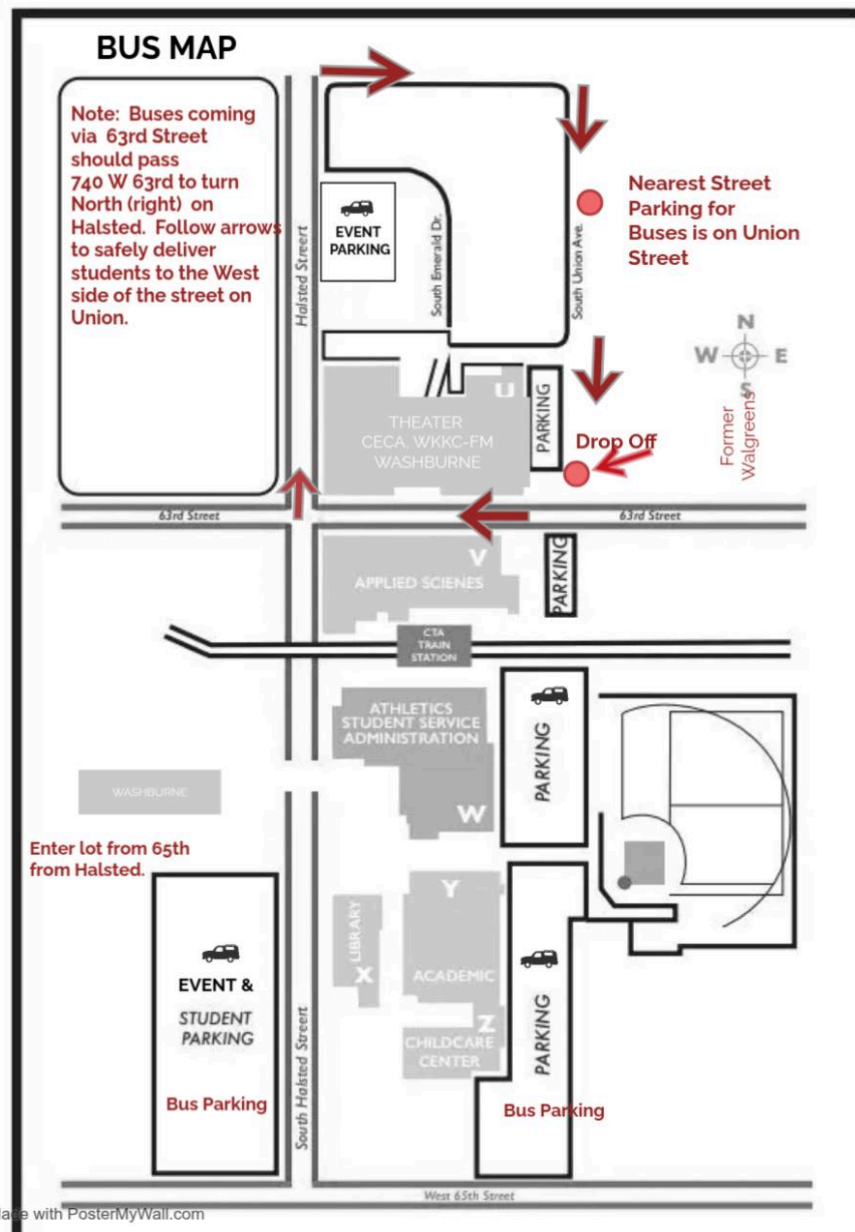 BUS MAP
Note: Buses coming
via 63rd Street
should pass
740 W 63rd to turn
North (right) on
Halsted. Follow arrows
to safely deliver
students to the West
side of the street on
Union.
Halsted Streert
EVENT
PARKING
South Emerald Dr.
South Union Ave.
Nearest Street
Parking for
Buses is on Union
Street
N
W
E
S
Former
Walgreens
U
THEATER
CECA, WKKC-FM
WASHBURNE
PARKING
Drop Off
63rd Street
63rd Street
V
APPLIED SCIENES
PARKING
CTA
TRAIN
STATION
ATHLETICS
STUDENT SERVICE
ADMINISTRATION
W
PARKING
WASHBURNE
Enter lot from 65th
from Halsted.
EVENT &
STUDENT
PARKING
Bus Parking
South Halsted Streert
LIBRARY
X
Y
ACADEMIC
Z
CHILDCARE
CENTER
PARKING
Bus Parking
West 65th Street
with PosterMyWall.com